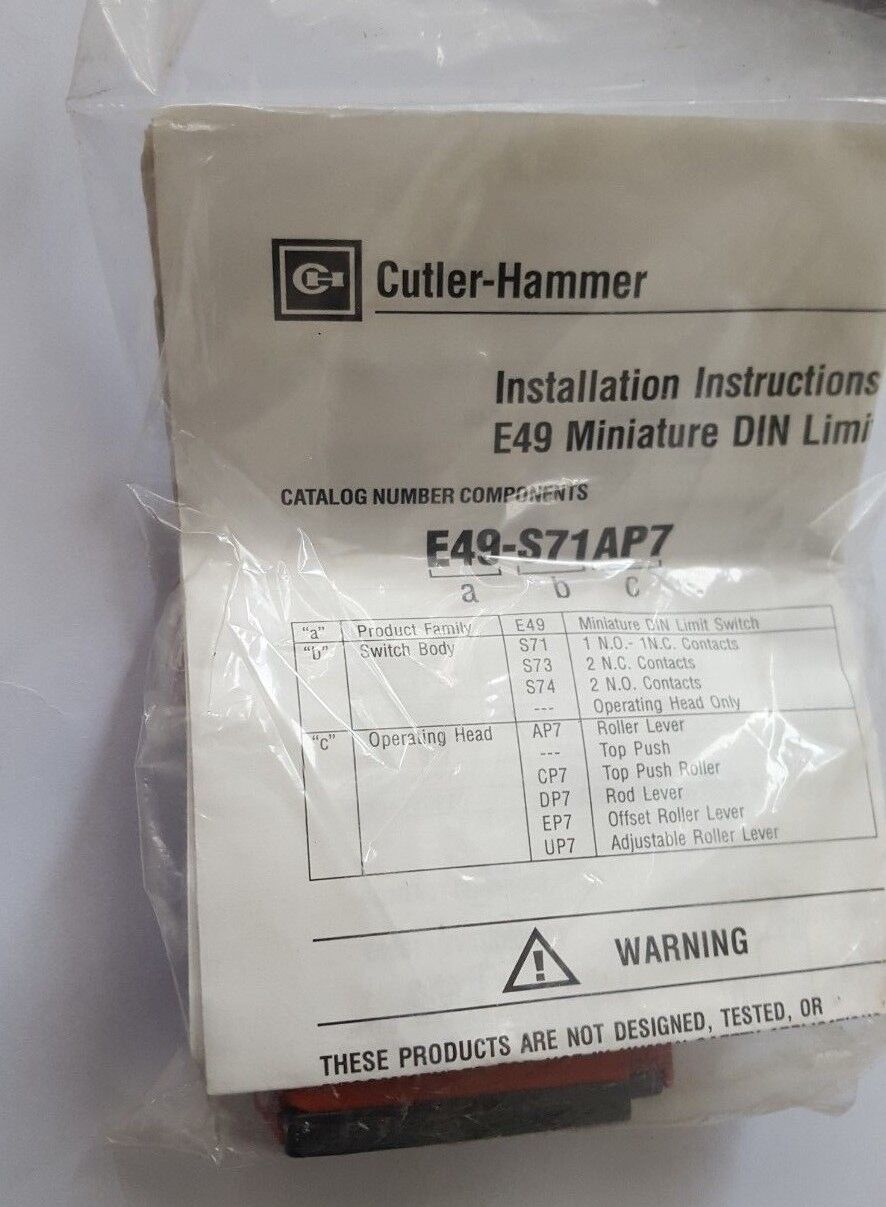 Cutler-Hammer
Installation Instructions
E49 Miniature DIN Limi
CATALOG NUMBER COMPONENTS
E49-S71AP7
a b c
"a" Product Family E49 Miniature DIN Limit Switch
"b" Switch Body S71 1 N.O.- 1N.C. Contacts
S73 2 N.C. Contacts
S74 2 N.O. Contacts
--- Operating Head Only
"c" Operating Head AP7 Roller Lever
--- Top Push
CP7 Top Push Roller
DP7 Rod Lever
EP7 Offset Roller Lever
UP7 Adjustable Roller Lever
WARNING
THESE PRODUCTS ARE NOT DESIGNED, TESTED, OR